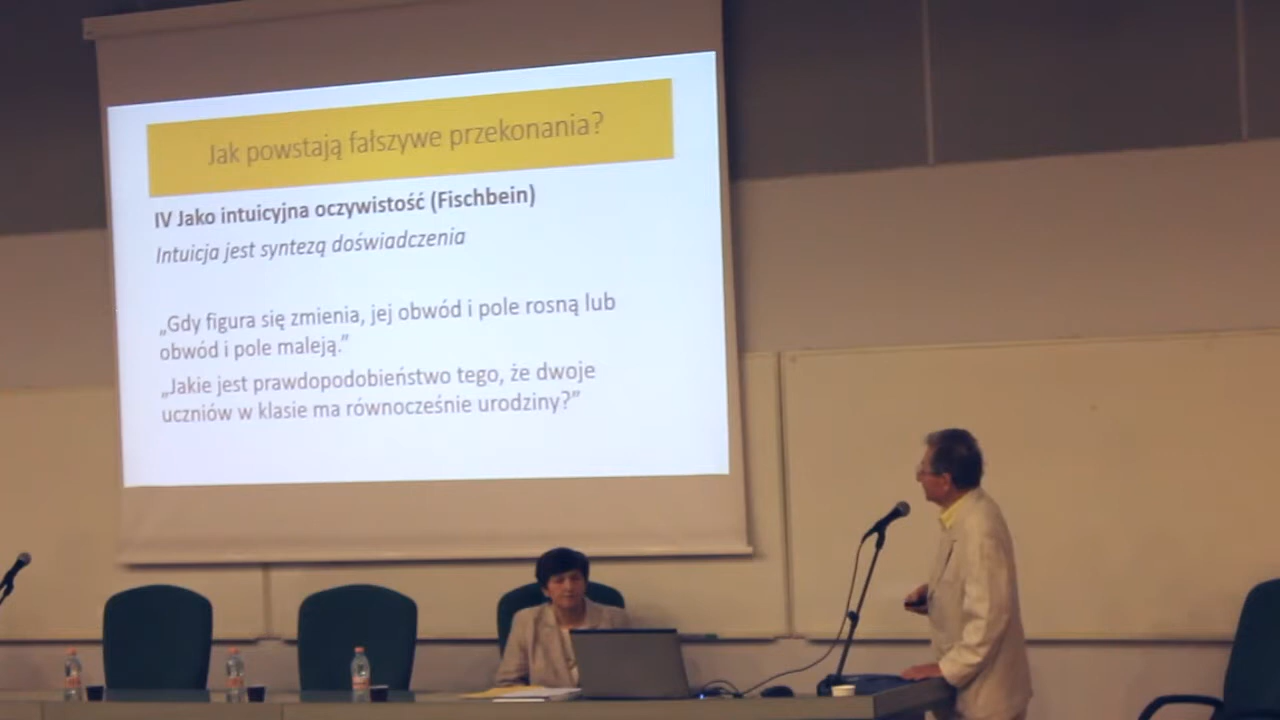 Jak powstają fałszywe przekonania?
IV Jako intuicyjna oczywistość (Fischbein)
Intuicja jest syntezą doświadczenia
„Gdy figura się zmienia, jej obwód i pole rosną lub
obwód i pole maleją.”
„Jakie jest prawdopodobieństwo tego, że dwoje
uczniów w klasie ma równocześnie urodziny?”